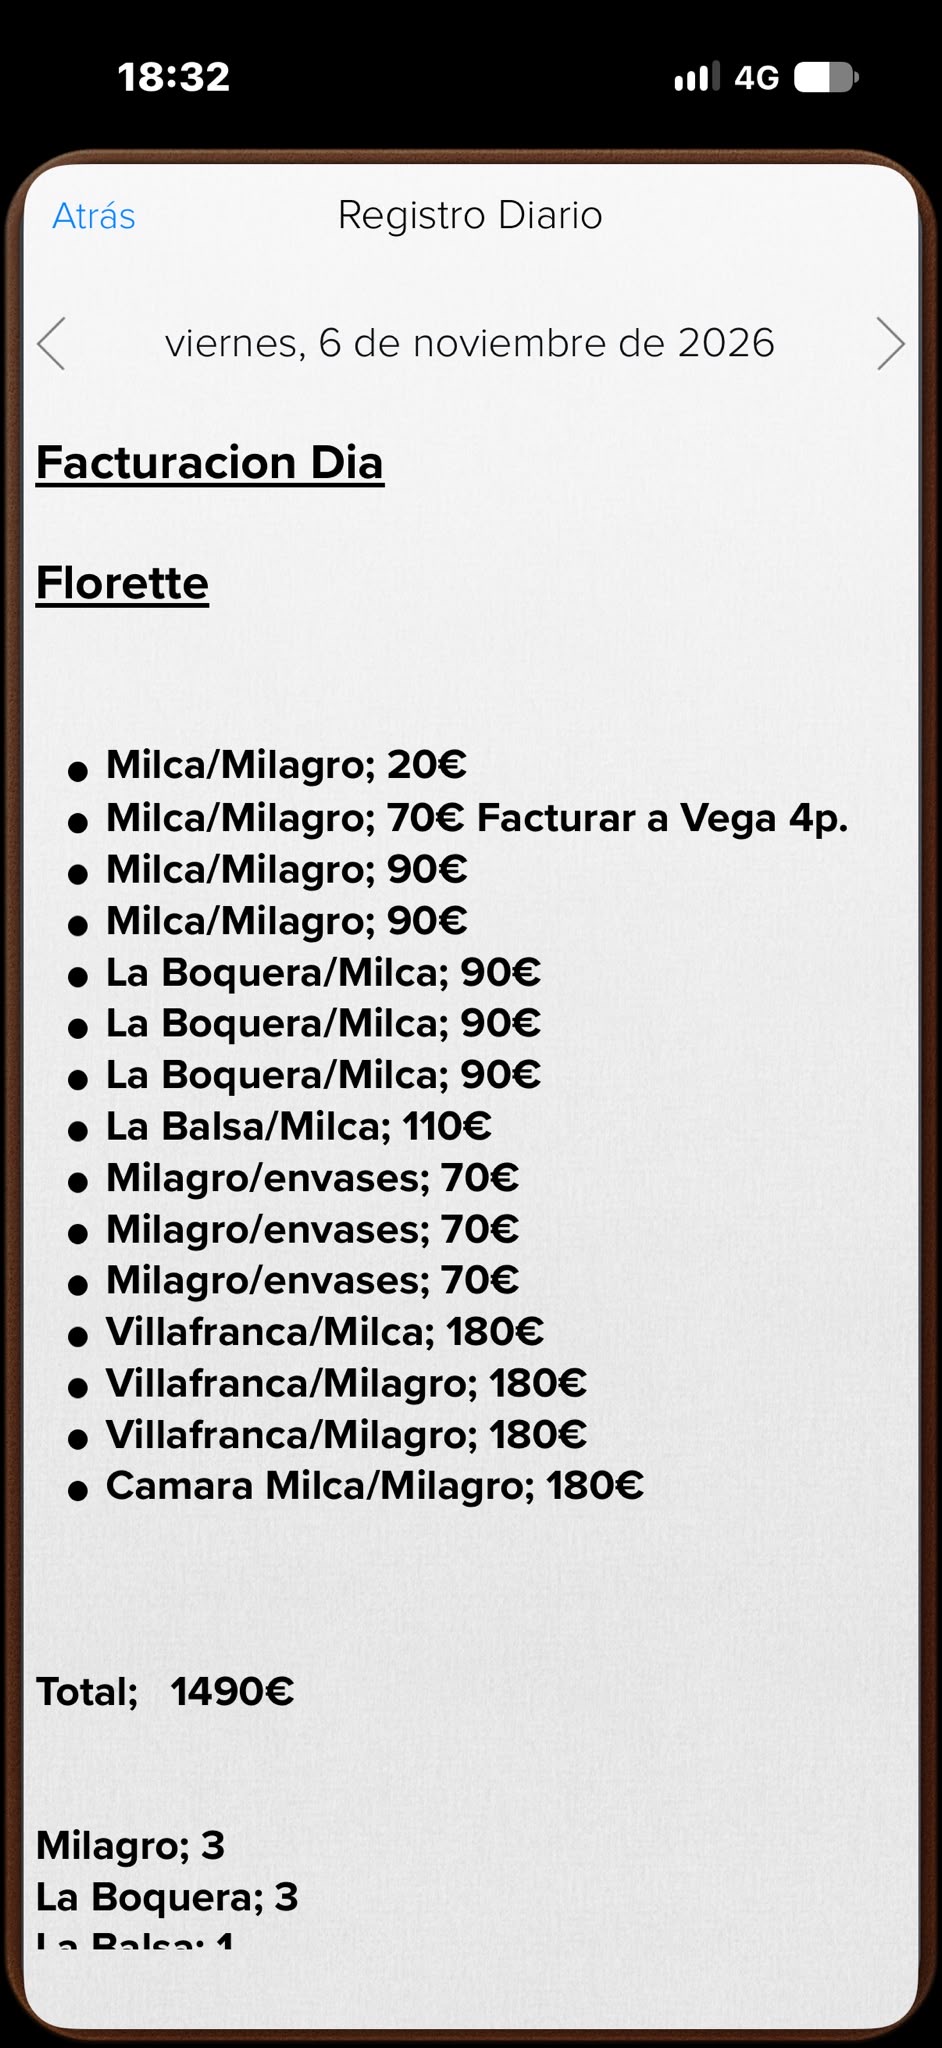 18:32
4G
Atrás
Registro Diario
viernes, 6 de noviembre de 2026
Facturacion Dia
Florette
• Milca/Milagro; 20€
• Milca/Milagro; 70€ Facturar a Vega 4p.
• Milca/Milagro; 90€
• Milca/Milagro; 90€
• La Boquera/Milca; 90€
• La Boquera/Milca; 90€
• La Boquera/Milca; 90€
• La Balsa/Milca; 110€
• Milagro/envases; 70€
• Milagro/envases; 70€
• Milagro/envases; 70€
• Villafranca/Milca; 180€
• Villafranca/Milagro; 180€
• Villafranca/Milagro; 180€
• Camara Milca/Milagro; 180€
Total; 1490€
Milagro; 3
La Boquera; 3
La Balsa; 1